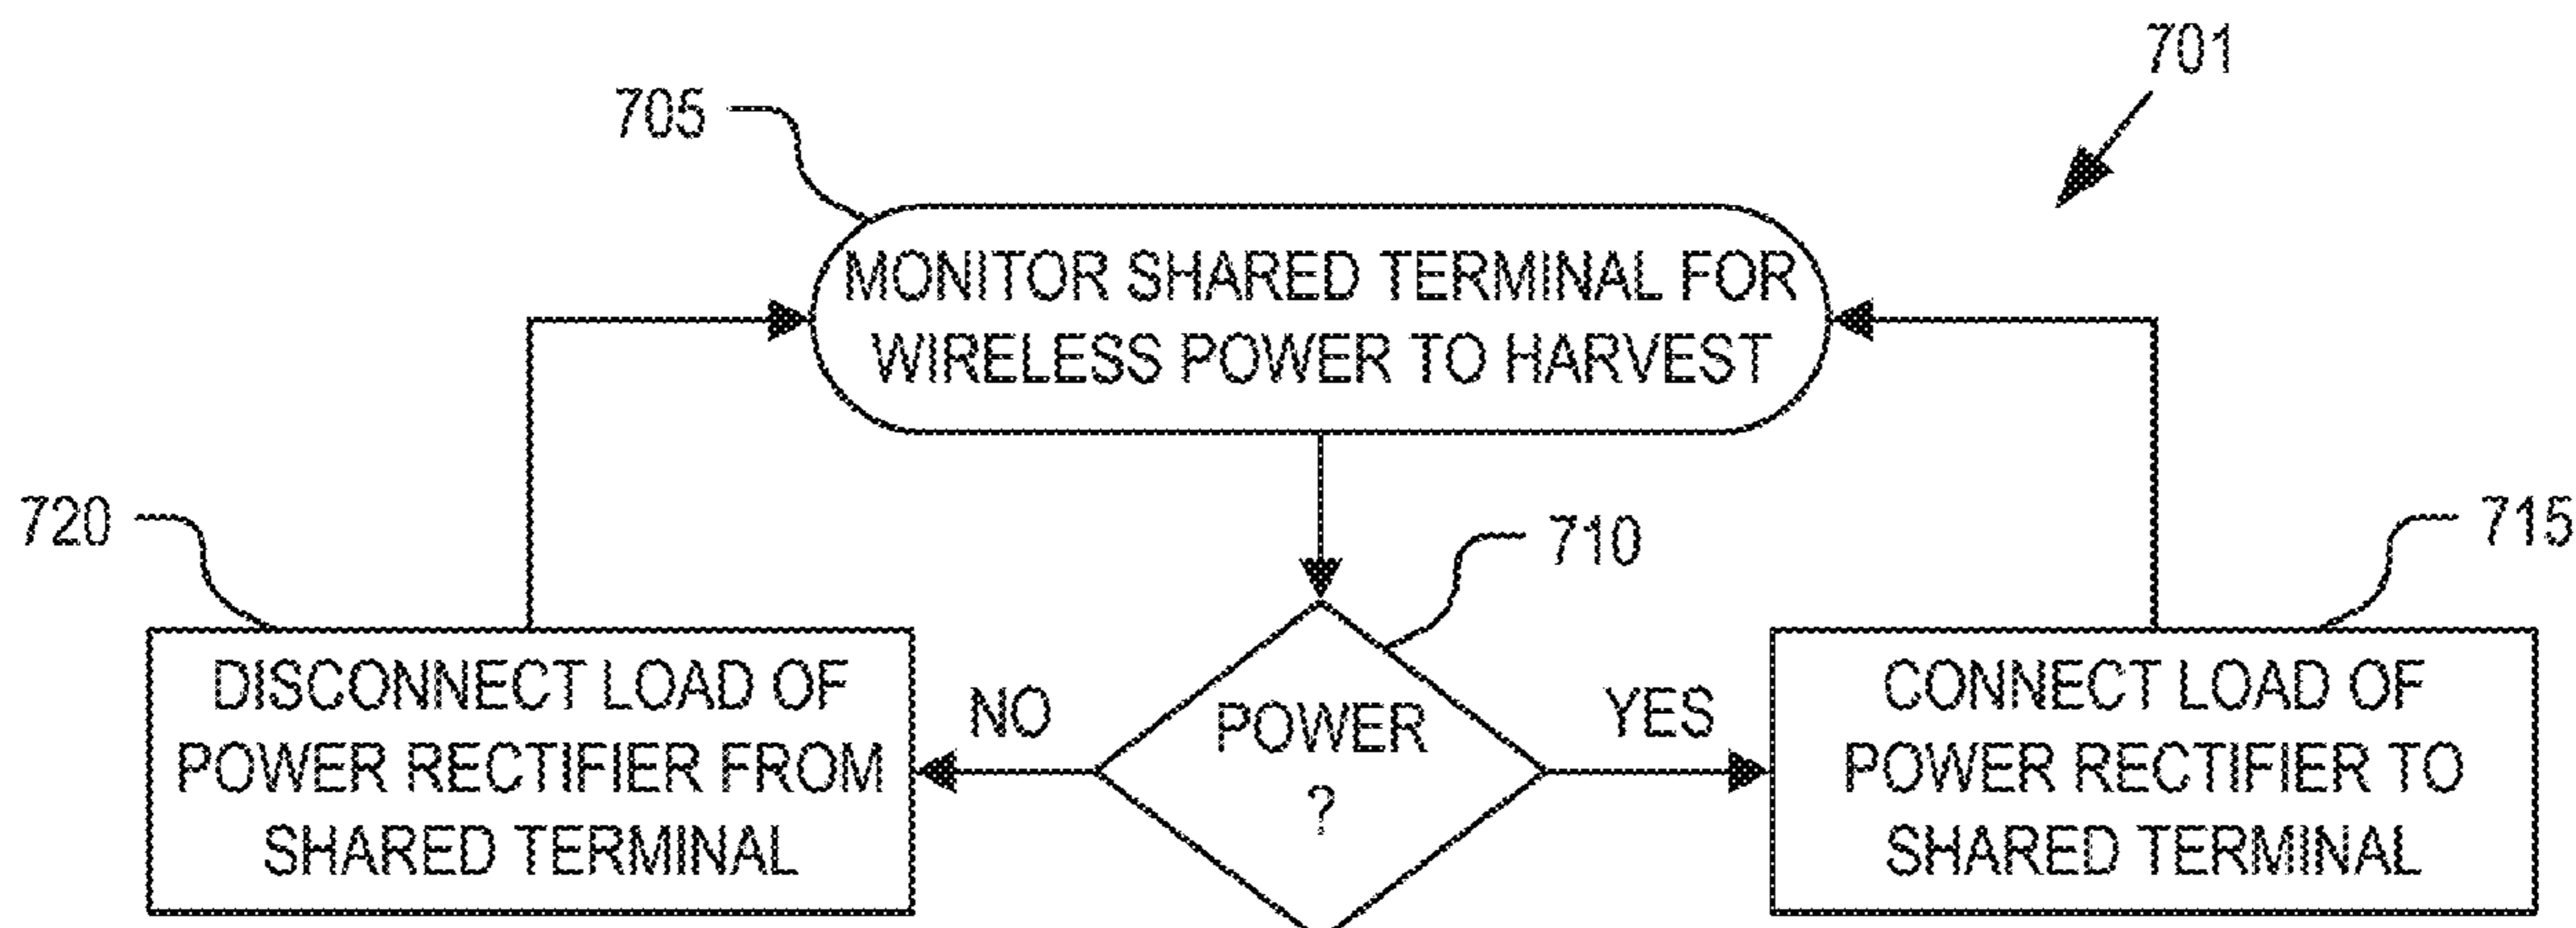 701
705
MONITOR SHARED TERMINAL FOR
WIRELESS POWER TO HARVEST
720
710
715
DISCONNECT LOAD OF
POWER RECTIFIER FROM
SHARED TERMINAL
NO
POWER
?
YES
CONNECT LOAD OF
POWER RECTIFIER TO
SHARED TERMINAL